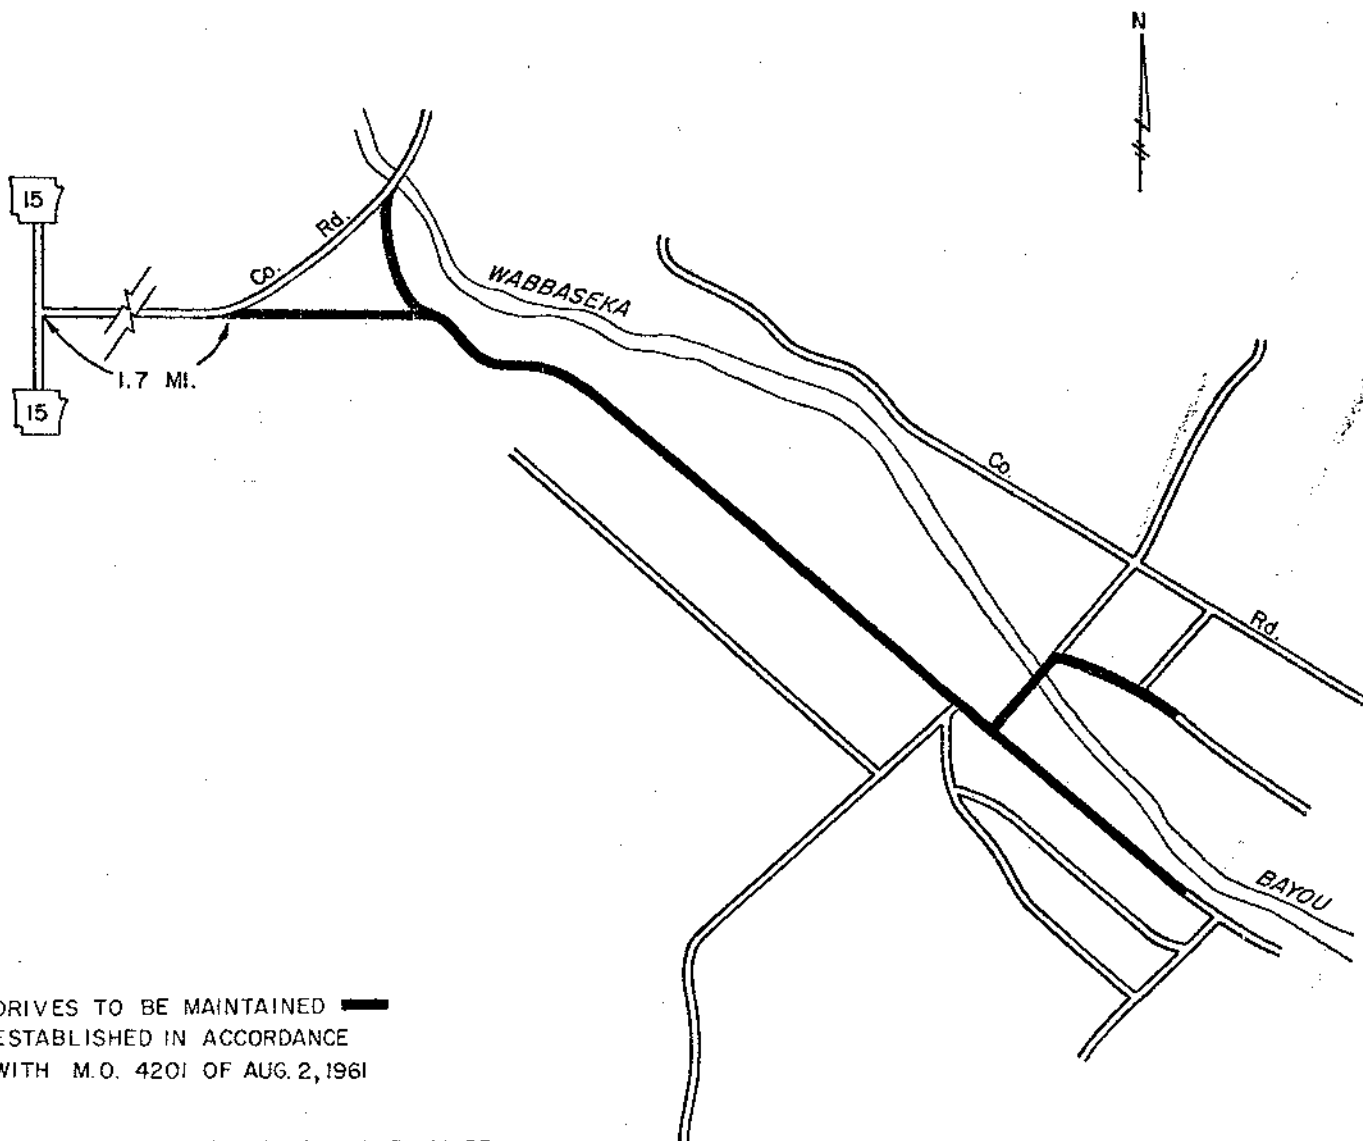 N
15
Co. Rd.
WABBASEKA
1.7 MI.
15
Co. Rd.
BAYOU
DRIVES TO BE MAINTAINED
ESTABLISHED IN ACCORDANCE
WITH M.O. 4201 OF AUG. 2, 1961